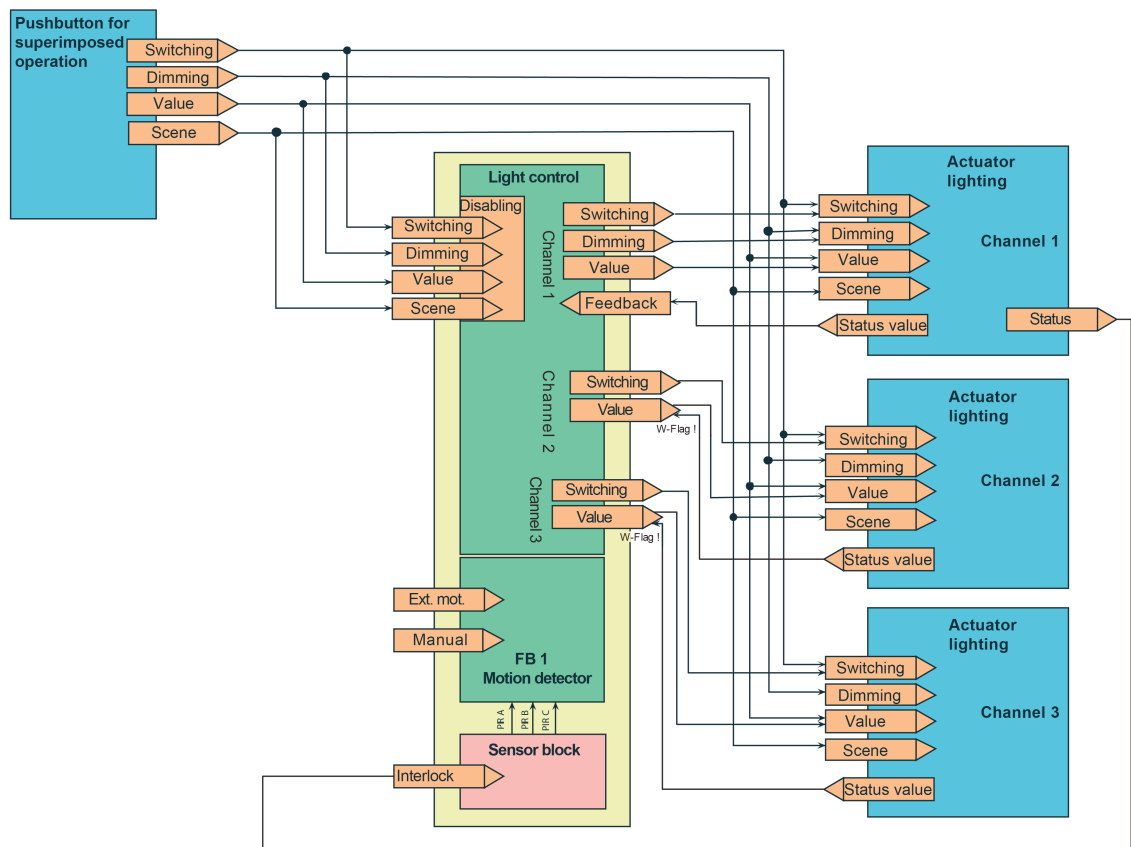 Pushbutton for
superimposed
operation
Switching
Dimming
Value
Scene
Light control
Disabling
Switching
Dimming
Value
Scene
Channel 1
Switching
Dimming
Value
Feedback
Channel 2
Switching
Value
W-Flag !
Channel 3
Switching
Value
W-Flag !
Ext. mot.
Manual
FB 1
Motion detector
PIR A
PIR B
PIR C
Sensor block
Interlock
Actuator
lighting
Channel 1
Switching
Dimming
Value
Scene
Status value
Status
Actuator
lighting
Channel 2
Switching
Dimming
Value
Scene
Status value
Actuator
lighting
Channel 3
Switching
Dimming
Value
Scene
Status value